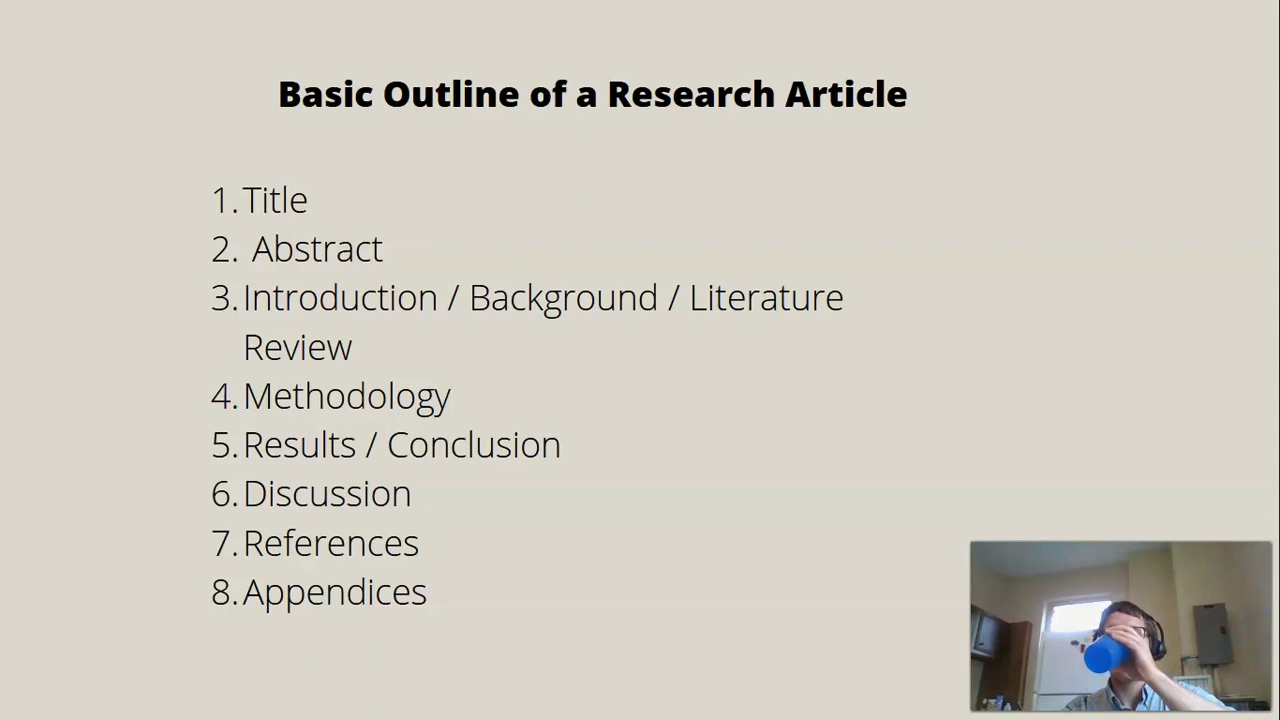 Basic Outline of a Research Article
1. Title
2. Abstract
3. Introduction / Background / Literature
Review
4. Methodology
5. Results / Conclusion
6. Discussion
7. References
8. Appendices